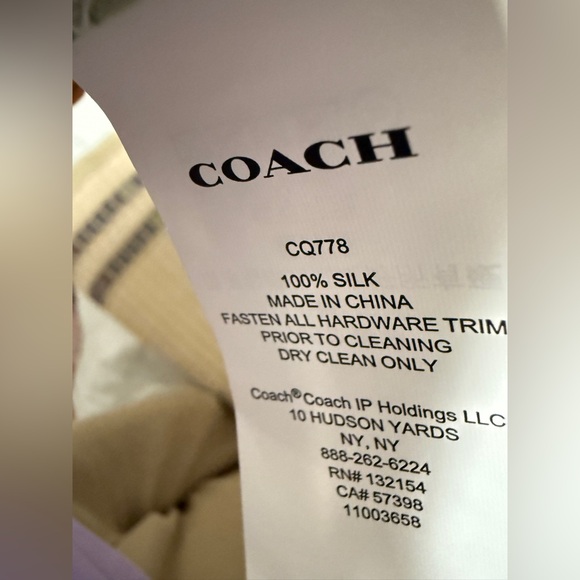 COACH
CQ778
100% SILK
MADE IN CHINA
FASTEN ALL HARDWARE TRIM
PRIOR TO CLEANING
DRY CLEAN ONLY
Coach® Coach IP Holdings LLC
10 HUDSON YARDS
NY, NY
888-262-6224
RN# 132154
CA# 57398
11003658